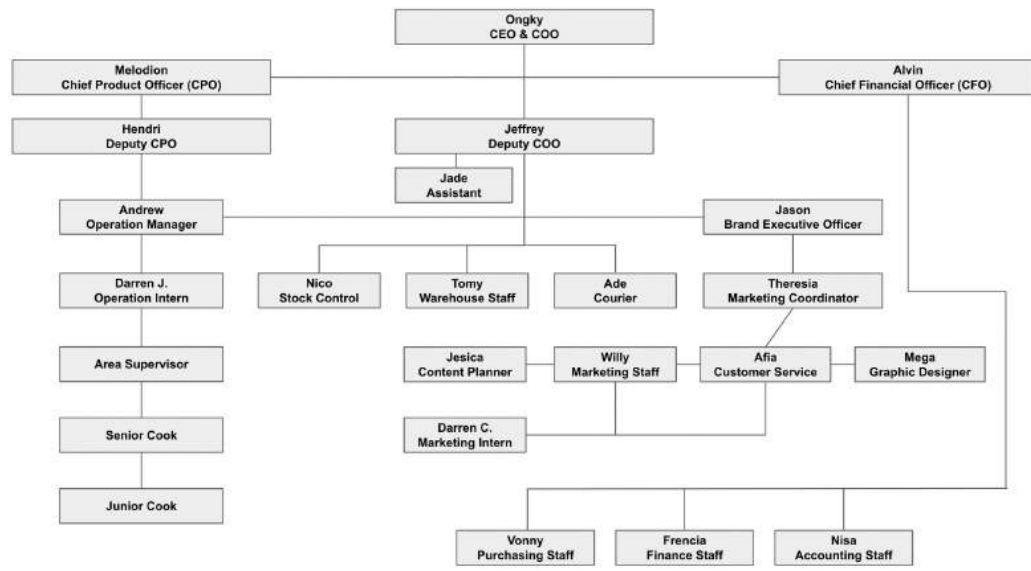 Ongky
CEO & COO
Melodion
Chief Product Officer (CPO)
Alvin
Chief Financial Officer (CFO)
Hendri
Deputy CPO
Jeffrey
Deputy COO
Jade
Assistant
Andrew
Operation Manager
Jason
Brand Executive Officer
Darren J.
Operation Intern
Nico
Stock Control
Tomy
Warehouse Staff
Ade
Courier
Theresia
Marketing Coordinator
Area Supervisor
Jesica
Content Planner
Willy
Marketing Staff
Afia
Customer Service
Mega
Graphic Designer
Senior Cook
Darren C.
Marketing Intern
Junior Cook
Vonny
Purchasing Staff
Frencia
Finance Staff
Nisa
Accounting Staff